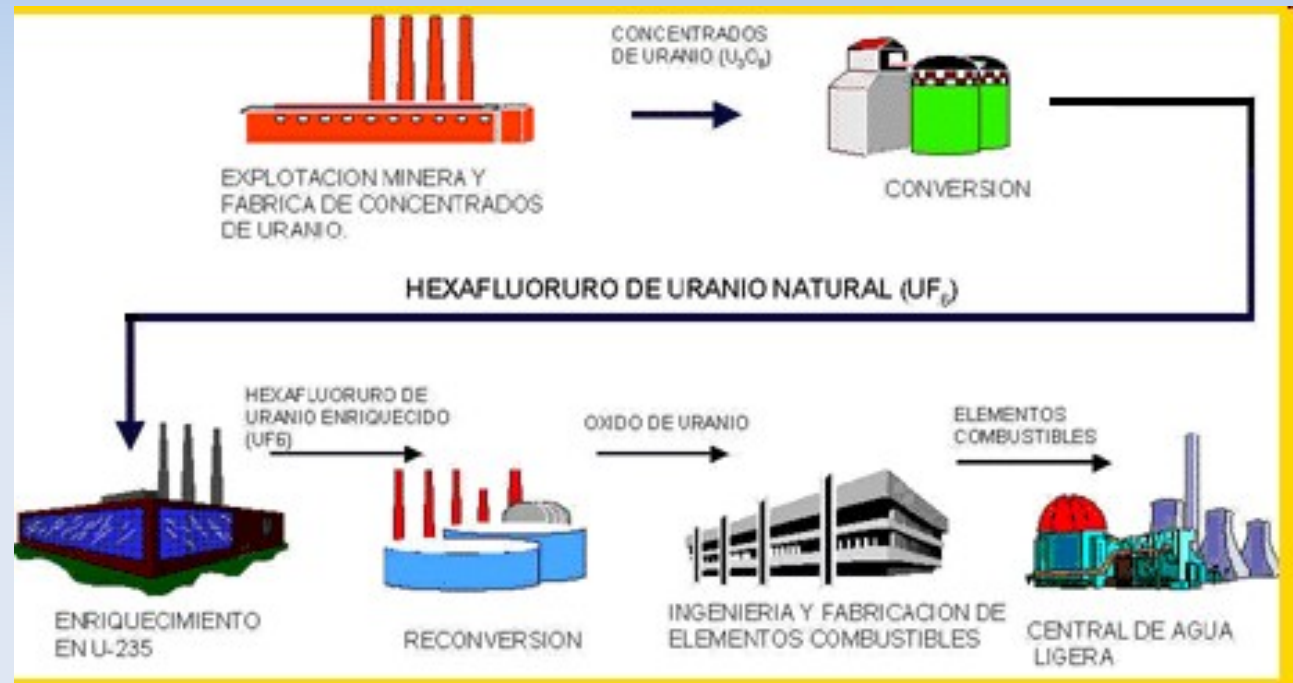 CONCENTRADOS
DE URANIO (U₃O₈)
EXPLOTACION MINERA Y
FABRICA DE CONCENTRADOS
DE URANIO.
CONVERSION
HEXAFLUORURO DE URANIO NATURAL (UF₆)
HEXAFLUORURO DE
URANIO ENRIQUECIDO
(UF6)
OXIDO DE URANIO
ELEMENTOS
COMBUSTIBLES
ENRIQUECIMIENTO
EN U-235
RECONVERSION
INGENIERIA Y FABRICACION DE
ELEMENTOS COMBUSTIBLES
CENTRAL DE AGUA
LIGERA